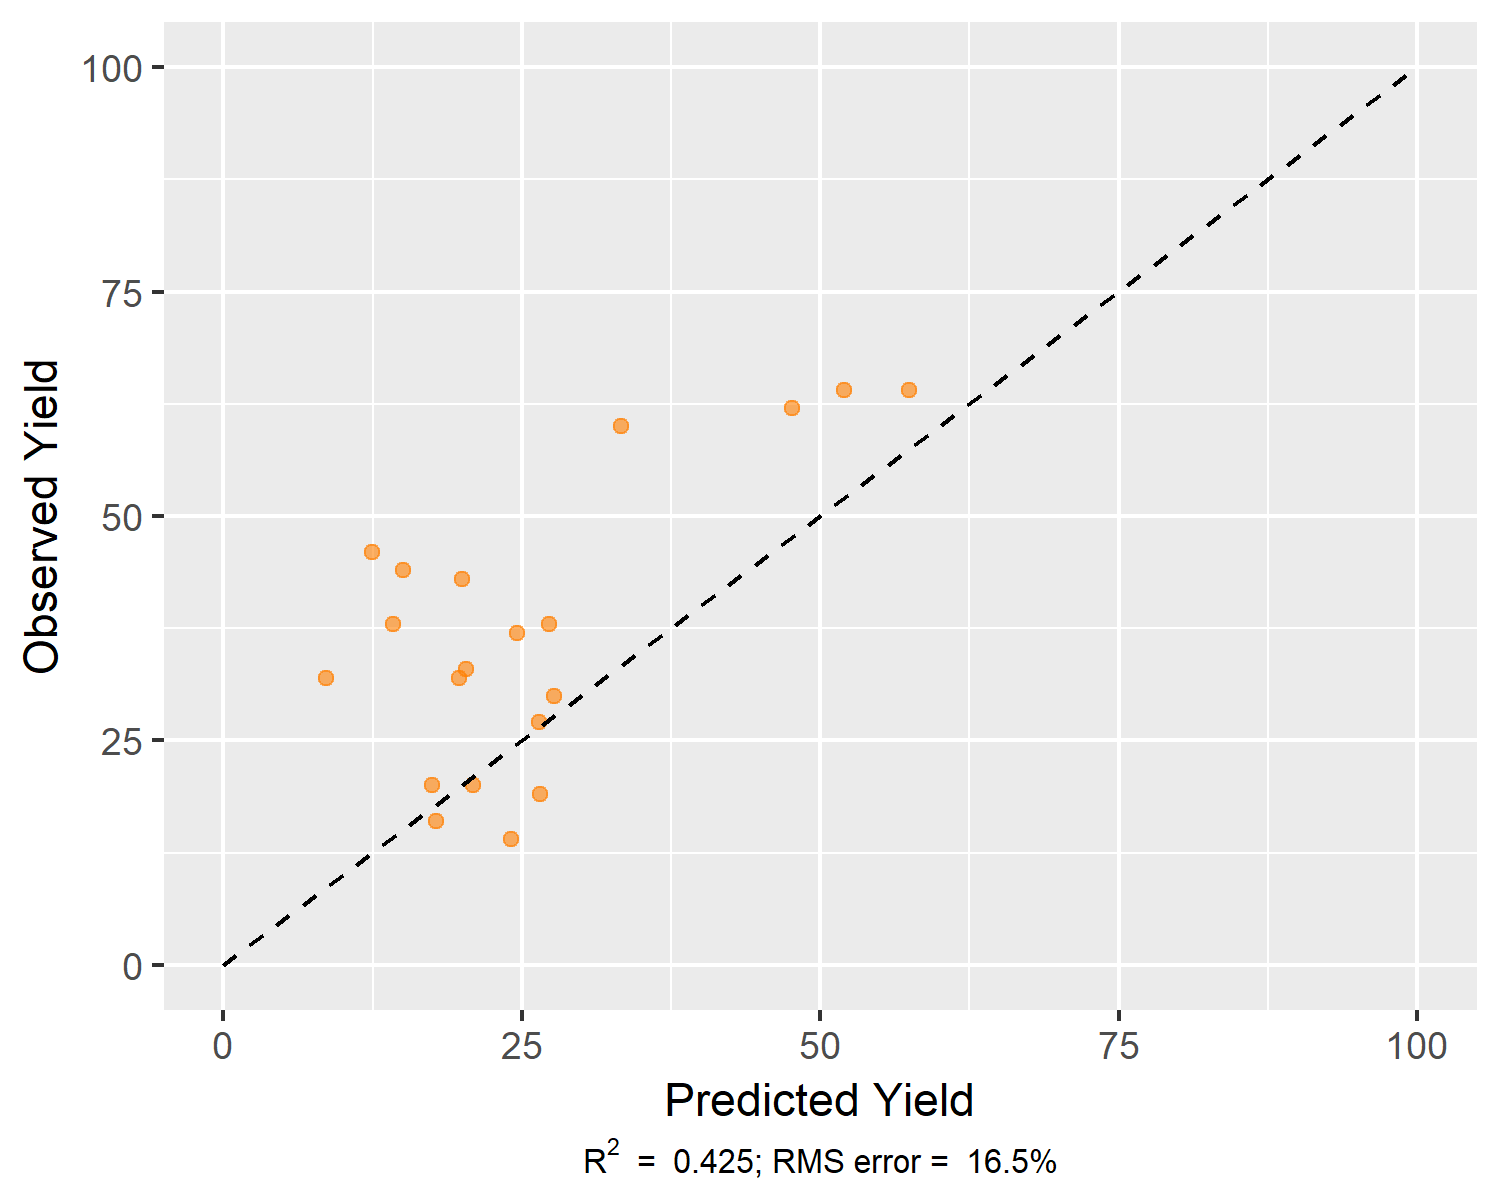 100
75
50
25
0
Observed Yield
0 25 50 75 100
Predicted Yield
R² = 0.425; RMS error = 16.5%